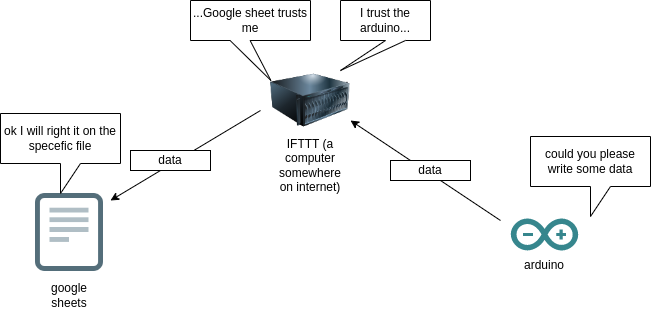 ...Google sheet trusts
me
I trust the
arduino...
ok I will right it on the
specefic file
data
IFTTT (a
computer
somewhere
on internet)
data
could you please
write some data
arduino
google
sheets